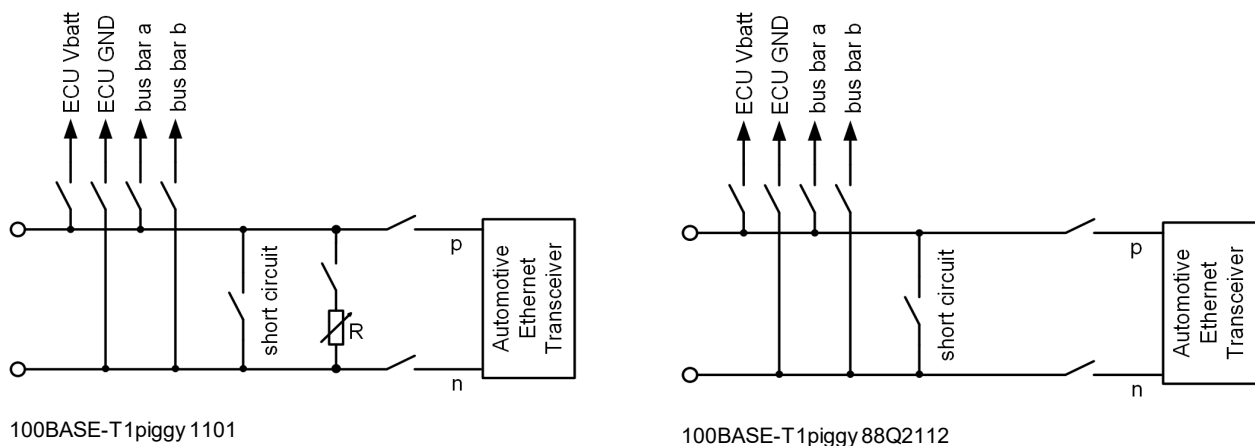 ECU Vbatt
ECU GND
bus bar a
bus bar b
short circuit
R
p
n
Automotive
Ethernet
Transceiver
100BASE-T1piggy 1101
ECU Vbatt
ECU GND
bus bar a
bus bar b
short circuit
p
n
Automotive
Ethernet
Transceiver
100BASE-T1piggy 88Q2112